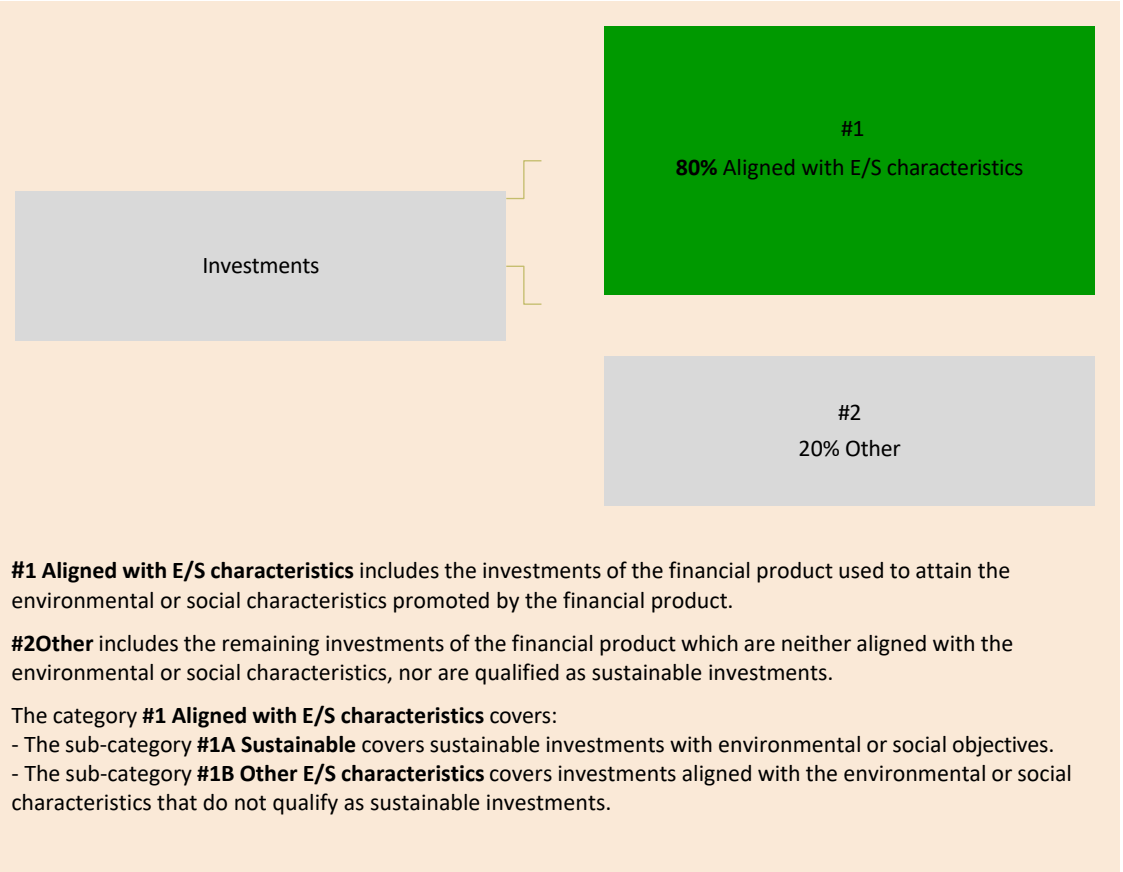 #1
80% Aligned with E/S characteristics
Investments
#2
20% Other
#1 Aligned with E/S characteristics includes the investments of the financial product used to attain the
environmental or social characteristics promoted by the financial product.
#2Other includes the remaining investments of the financial product which are neither aligned with the
environmental or social characteristics, nor are qualified as sustainable investments.
The category #1 Aligned with E/S characteristics covers:
- The sub-category #1A Sustainable covers sustainable investments with environmental or social objectives.
- The sub-category #1B Other E/S characteristics covers investments aligned with the environmental or social
characteristics that do not qualify as sustainable investments.